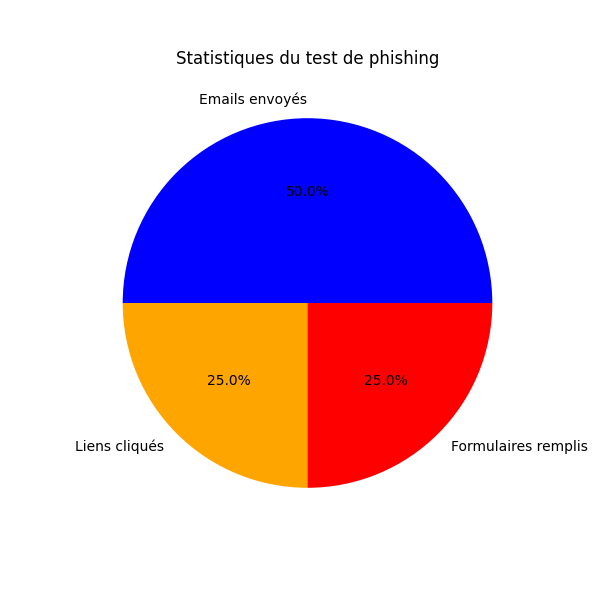 Statistiques du test de phishing
Emails envoyés
50.0%
25.0%
25.0%
Liens cliqués
Formulaires remplis